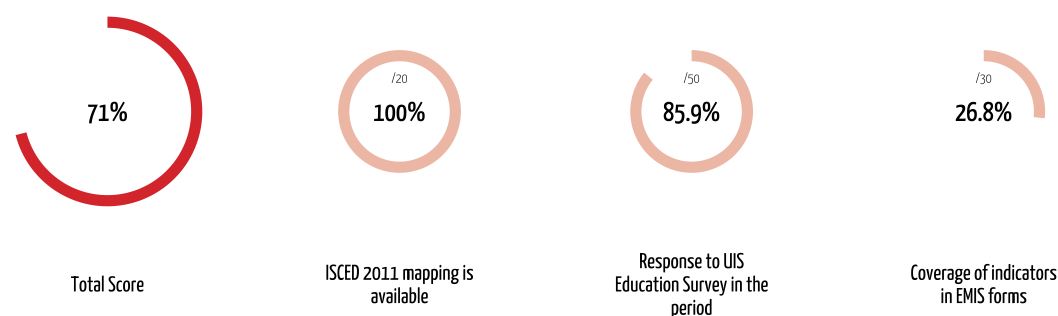 71%
Total Score
/20
100%
ISCED 2011 mapping is
available
/50
85.9%
Response to UIS
Education Survey in the
period
/30
26.8%
Coverage of indicators
in EMIS forms